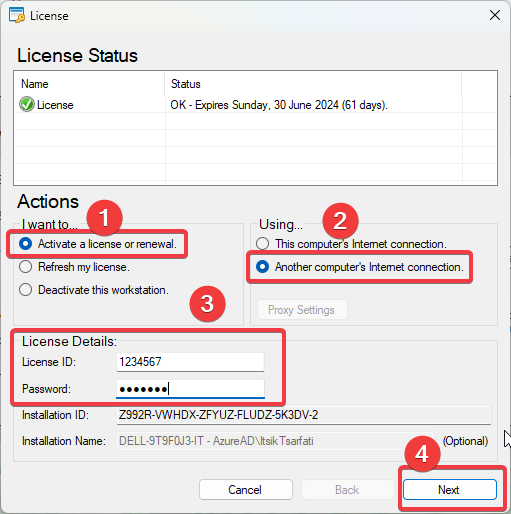 License
License Status
Name Status
License OK - Expires Sunday, 30 June 2024 (61 days).
Actions
1
2
I want to... Using...
Activate a license or renewal. This computer's Internet connection.
Refresh my license. Another computer's Internet connection.
Deactivate this workstation.
3
Proxy Settings
License Details:
License ID: 1234567
Password: ●●●●●●●
Installation ID: Z992R-VWHDX-ZFYUZ-FLUDZ-5K3DV-2
Installation Name: DELL-9T9F0J3-IT - AzureAD\ItsikTsarfati (Optional)
4
Cancel Back Next